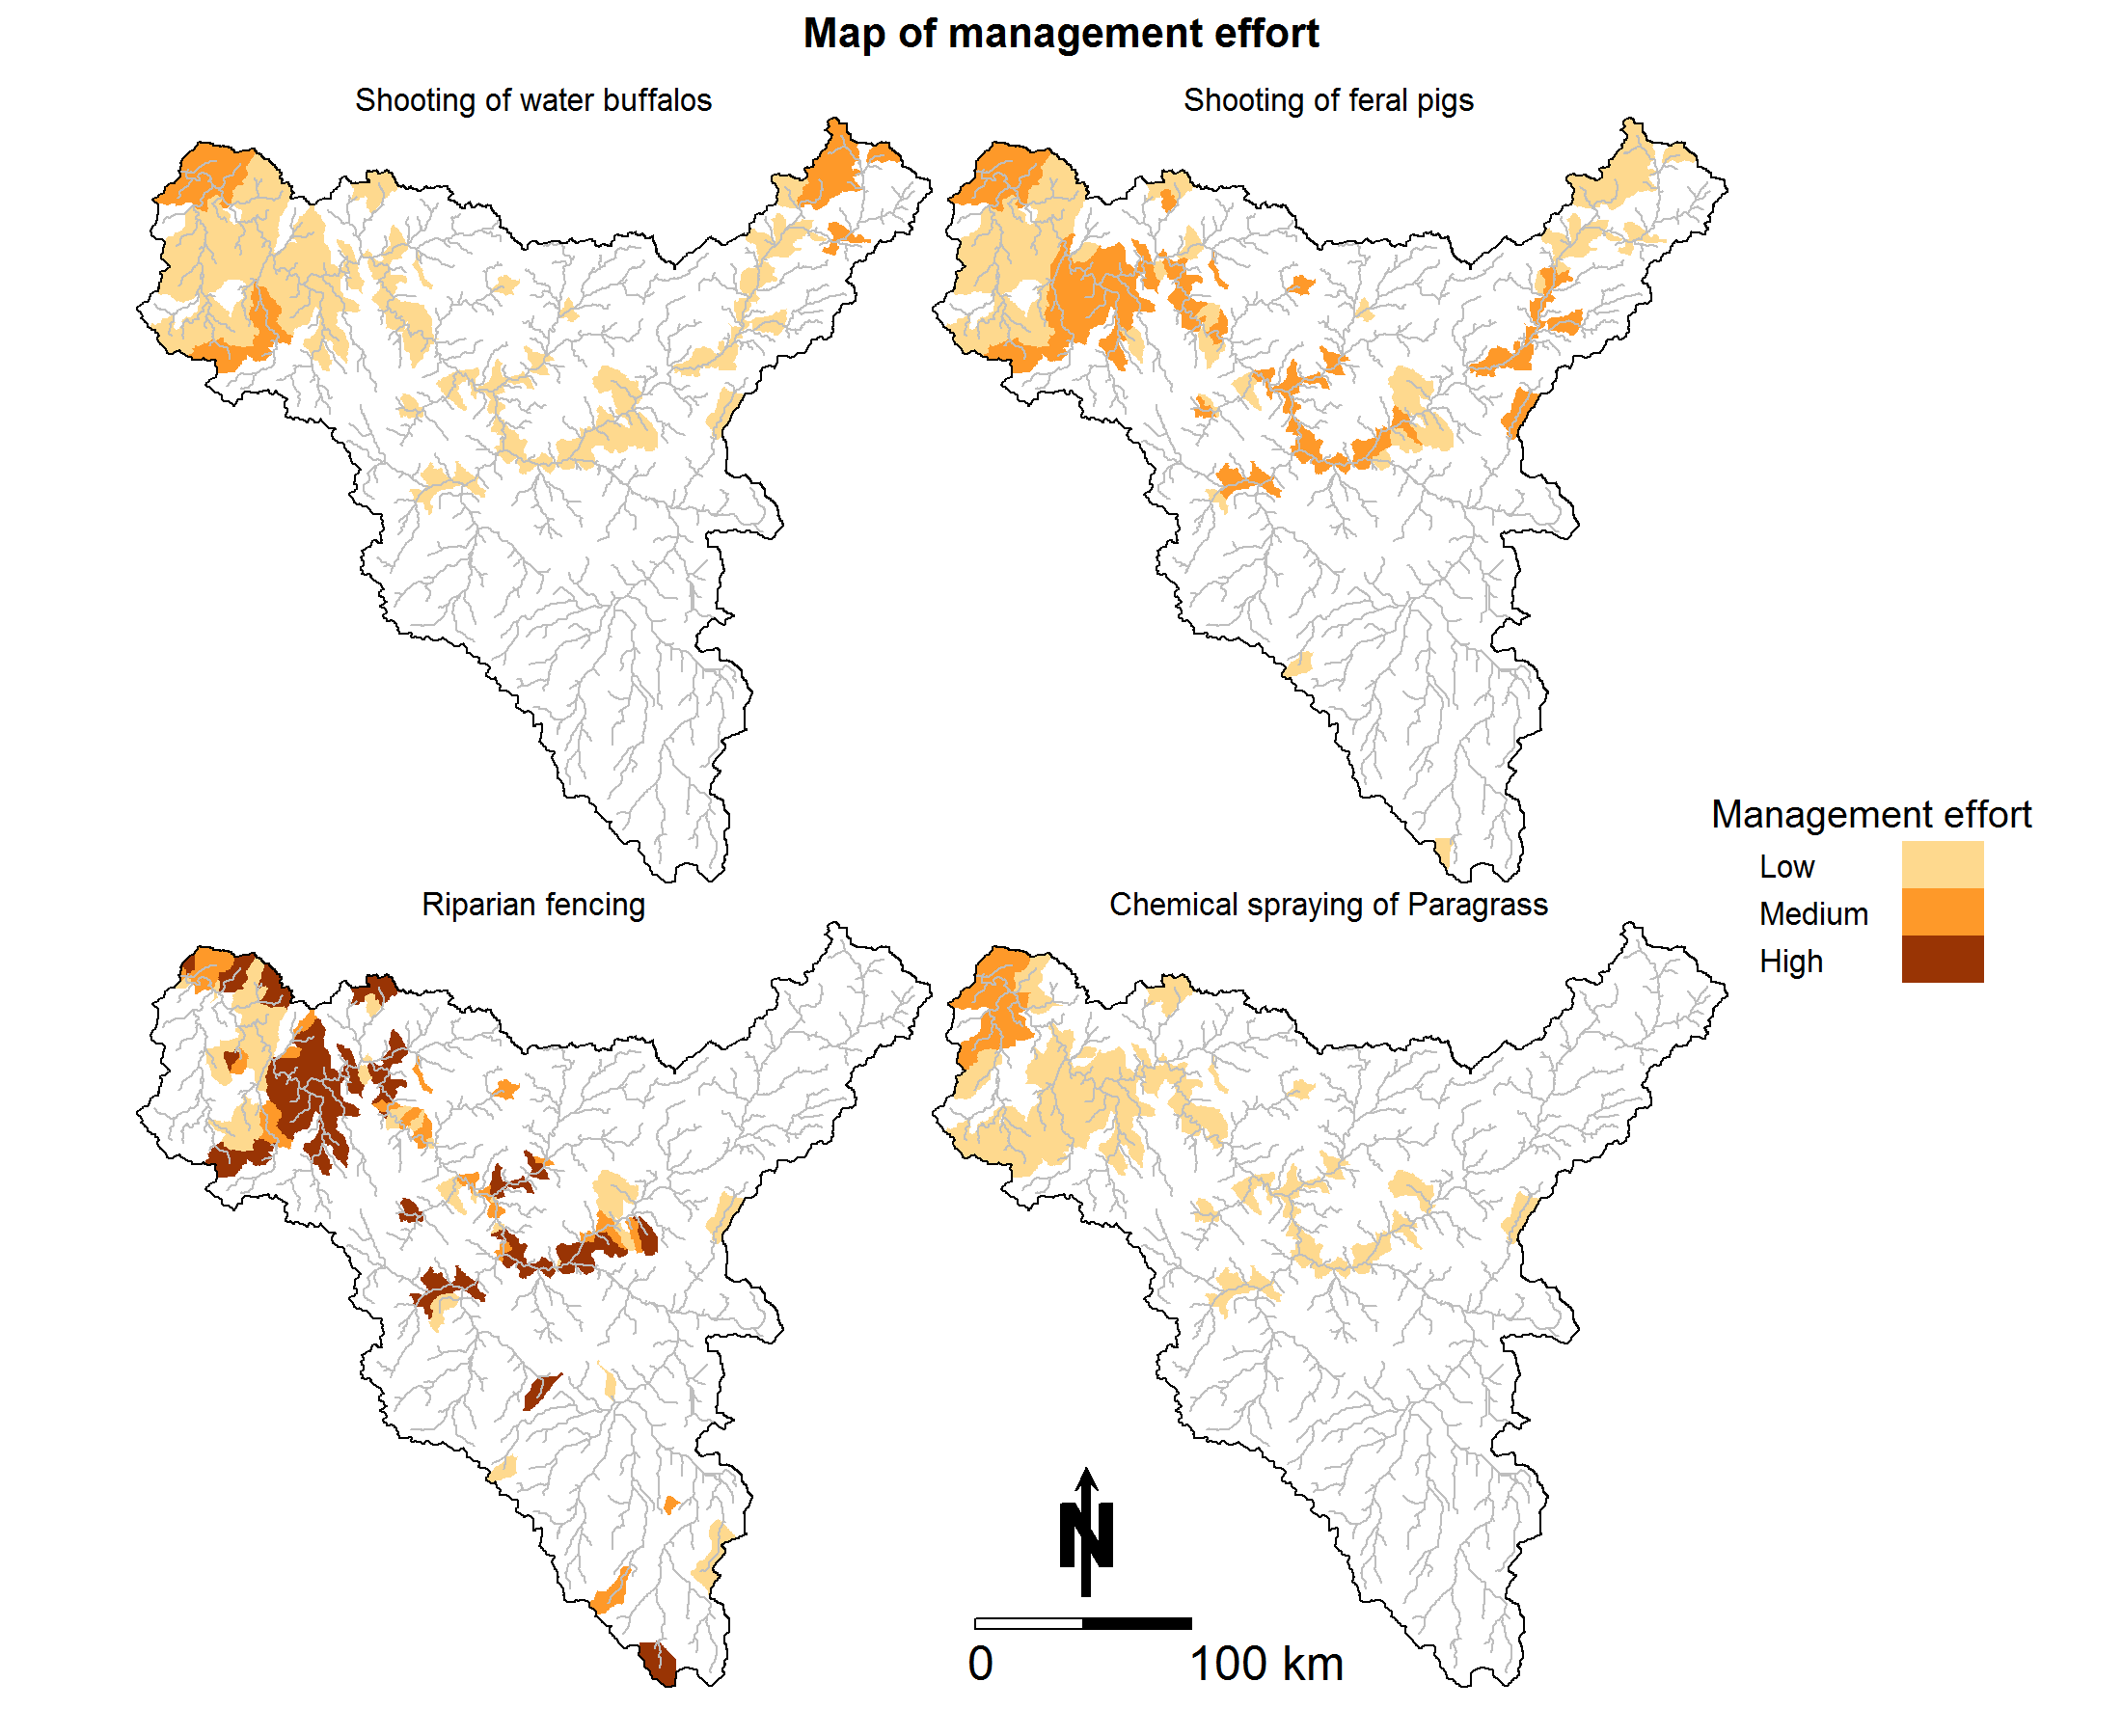 Map of management effort
Shooting of water buffalos
Shooting of feral pigs
Management effort
Low
Medium
High
Riparian fencing
Chemical spraying of Paragrass
N
0
100 km